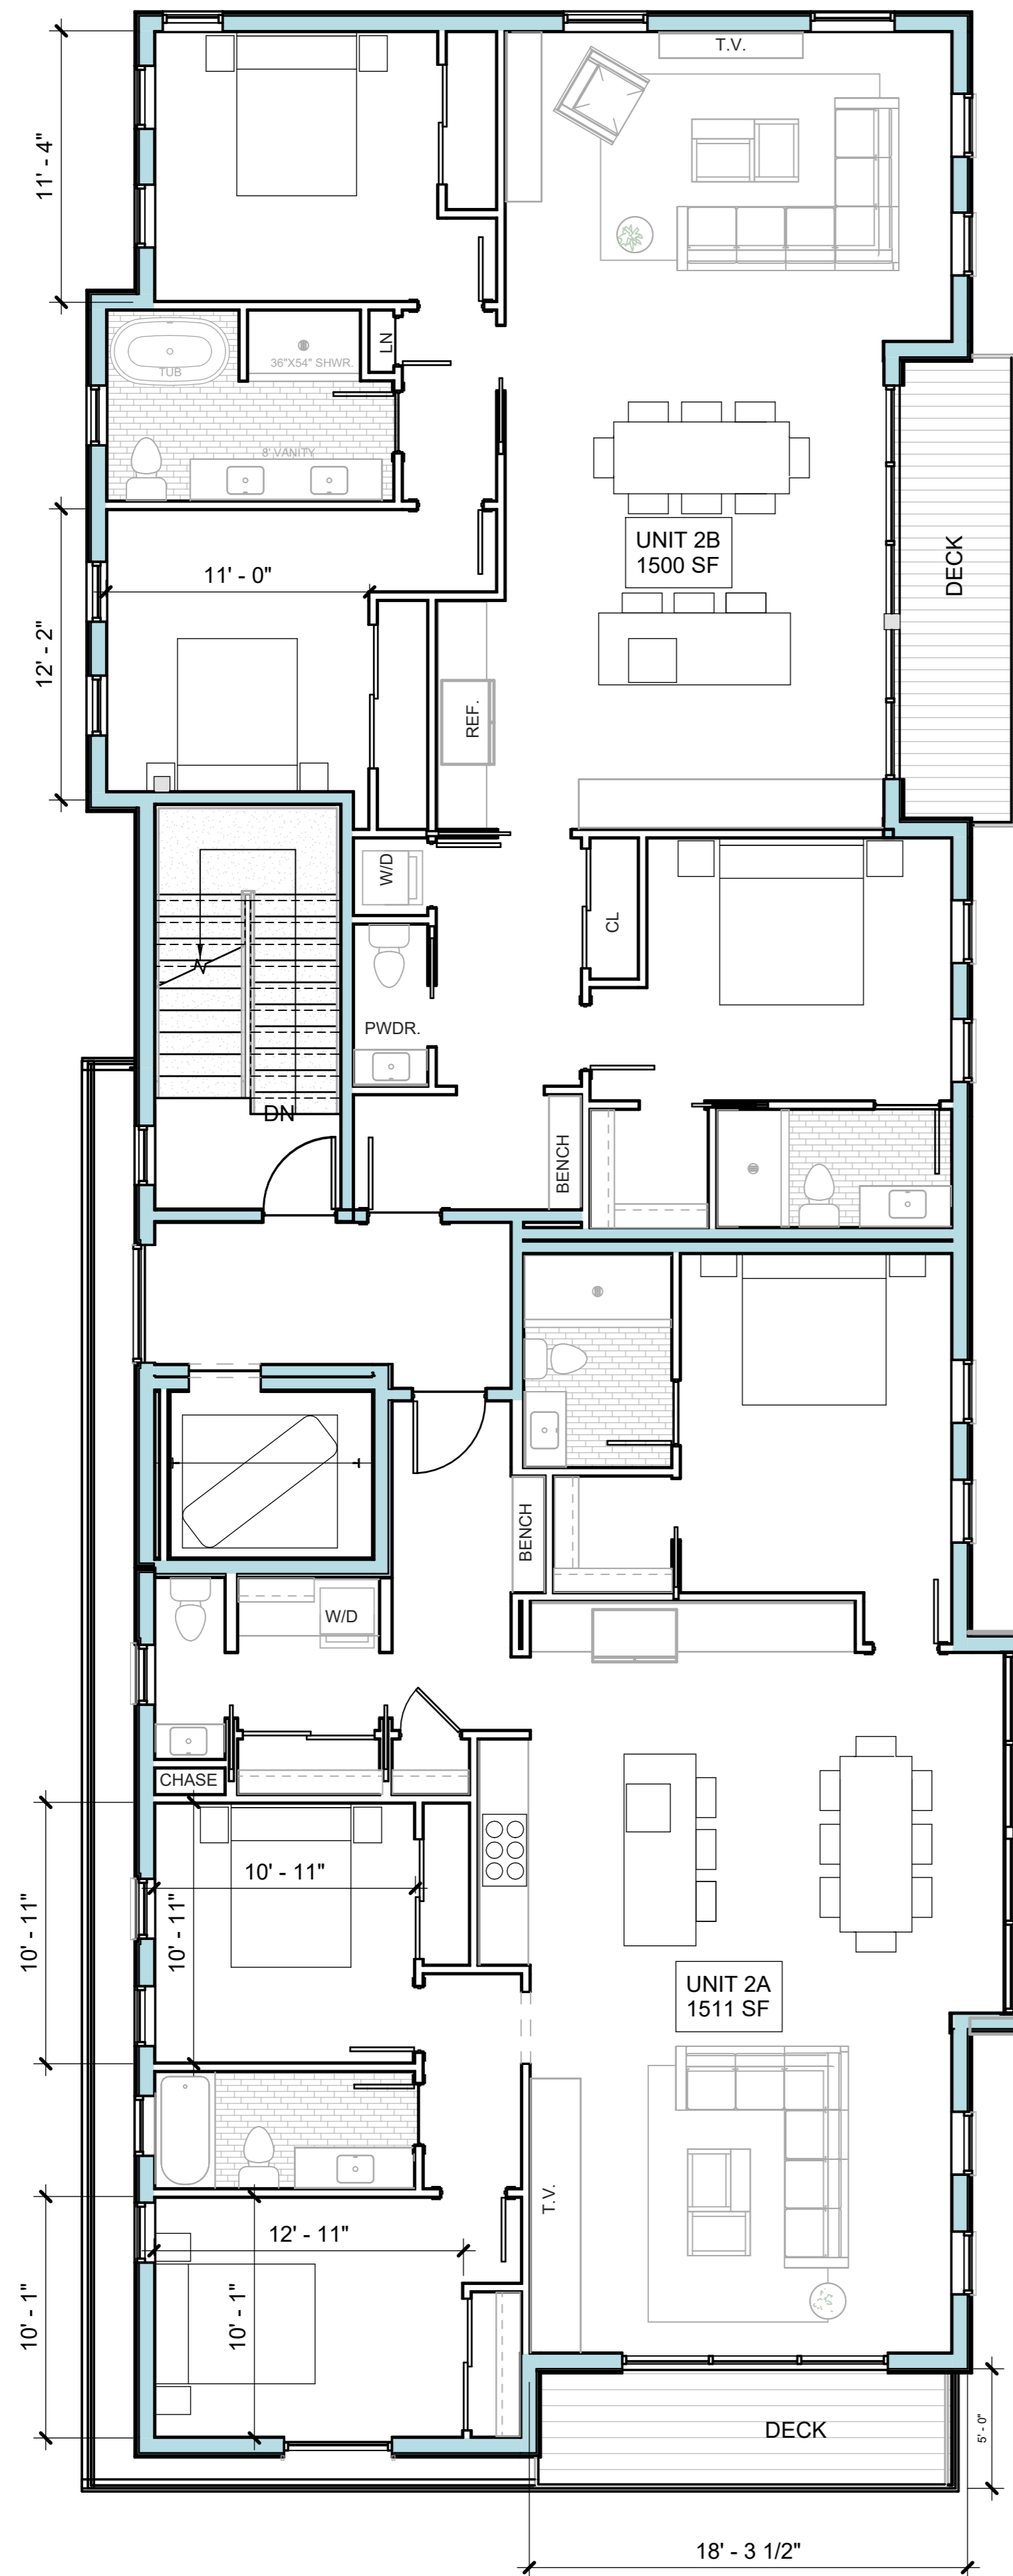 T.V.
11' - 4"
LN
36"X54" SHWR.
TUB
8' VANITY
UNIT 2B
1500 SF
DECK
11' - 0"
12' - 2"
REF.
W/D
CL
PWDR.
DN
BENCH
BENCH
W/D
CHASE
10' - 11"
10' - 11"
10' - 11"
UNIT 2A
1511 SF
T.V.
12' - 11"
10' - 1"
10' - 1"
DECK
5' - 0"
18' - 3 1/2"